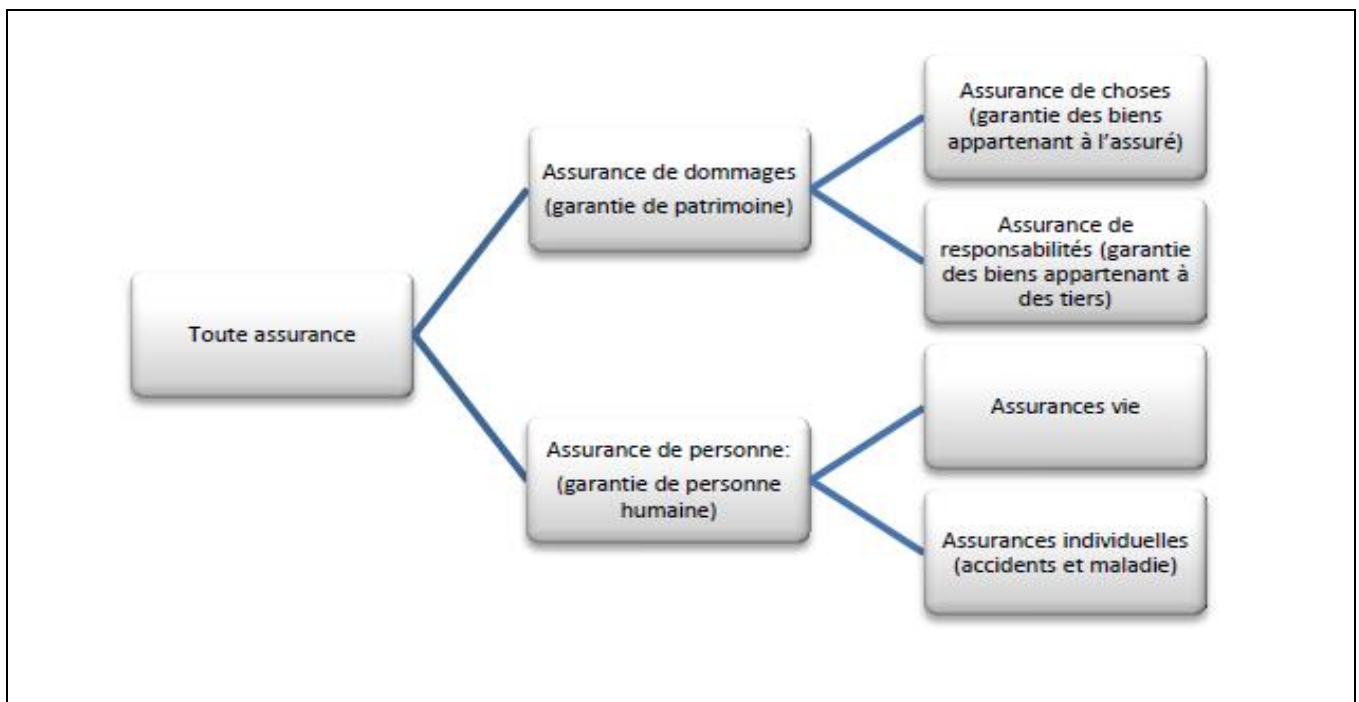 Toute assurance
Assurance de dommages
(garantie de patrimoine)
Assurance de choses
(garantie des biens
appartenant à l'assuré)
Assurance de
responsabilités (garantie
des biens appartenant à
des tiers)
Assurance de personne:
(garantie de personne
humaine)
Assurances vie
Assurances individuelles
(accidents et maladie)